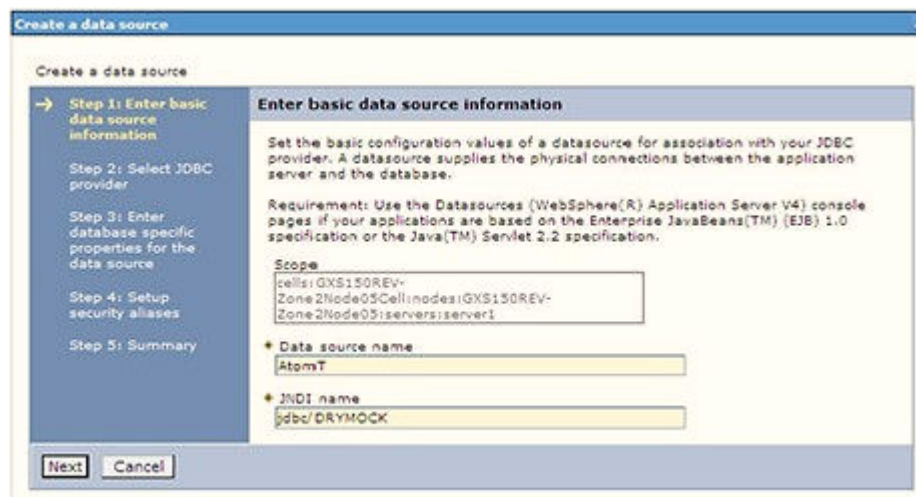 Create a data source
Create a data source
Step 1: Enter basic
data source
information
Step 2: Select JDBC
provider
Step 3: Enter
database specific
properties for the
data source
Step 4: Setup
security aliases
Step 5: Summary
Enter basic data source information
Set the basic configuration values of a datasource for association with your JDBC
provider. A datasource supplies the physical connections between the application
server and the database.
Requirement: Use the Datasources (WebSphere(R) Application Server V4) console
pages if your applications are based on the Enterprise JavaBeans(TM) (EJB) 1.0
specification or the Java(TM) Servlet 2.2 specification.
Scope
cells:GXS150REV-
Zone2Node05Cell:nodes:GXS150REV-
Zone2Node05:servers:server1
Data source name
AtomT
JNDI name
jdbc/DRYMOCK
Next
Cancel